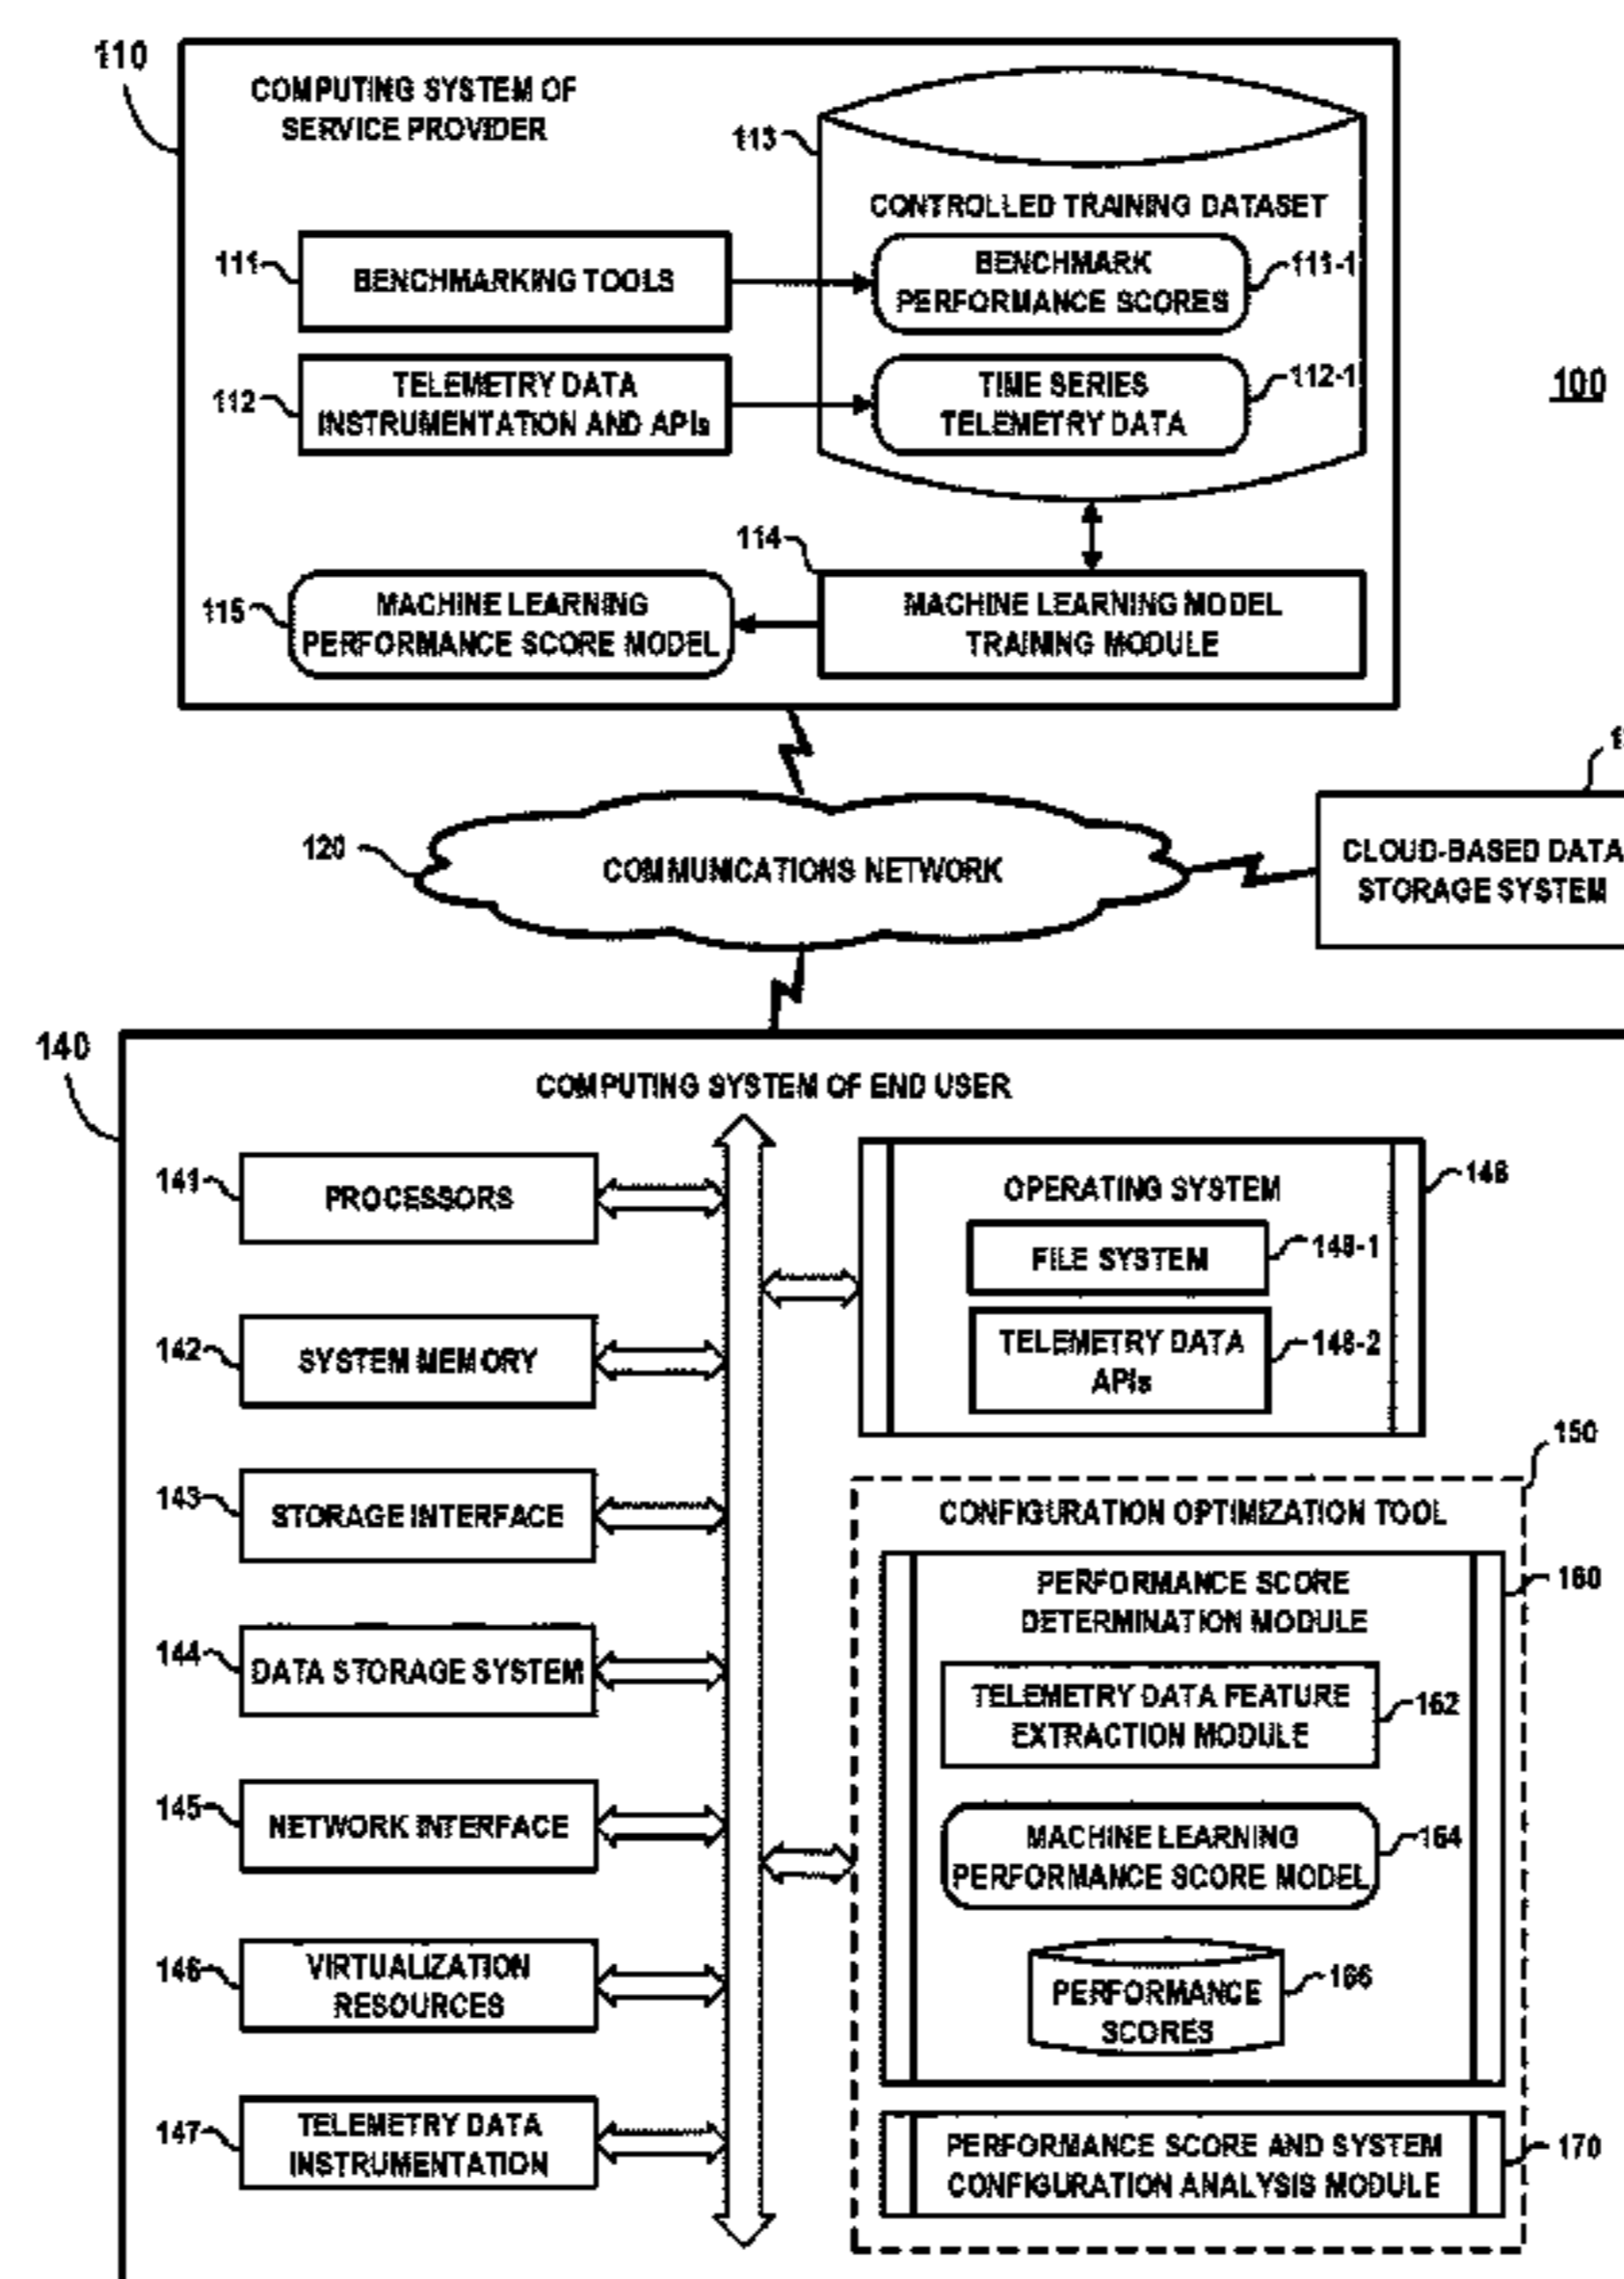 110
COMPUTING SYSTEM OF
SERVICE PROVIDER
113
CONTROLLED TRAINING DATASET
111
BENCHMARKING TOOLS
BENCHMARK
PERFORMANCE SCORES
111-1
112
TELEMETRY DATA
INSTRUMENTATION AND APIs
TIME SERIES
TELEMETRY DATA
112-1
100
114
115
MACHINE LEARNING
PERFORMANCE SCORE MODEL
MACHINE LEARNING MODEL
TRAINING MODULE
120
COMMUNICATIONS NETWORK
CLOUD-BASED DATA
STORAGE SYSTEM
140
COMPUTING SYSTEM OF END USER
141
PROCESSORS
142
SYSTEM MEMORY
143
STORAGE INTERFACE
144
DATA STORAGE SYSTEM
145
NETWORK INTERFACE
146
VIRTUALIZATION
RESOURCES
147
TELEMETRY DATA
INSTRUMENTATION
OPERATING SYSTEM
148
FILE SYSTEM
148-1
TELEMETRY DATA
APIs
148-2
150
CONFIGURATION OPTIMIZATION TOOL
PERFORMANCE SCORE
DETERMINATION MODULE
160
TELEMETRY DATA FEATURE
EXTRACTION MODULE
162
MACHINE LEARNING
PERFORMANCE SCORE MODEL
164
PERFORMANCE
SCORES
166
PERFORMANCE SCORE AND SYSTEM
CONFIGURATION ANALYSIS MODULE
170